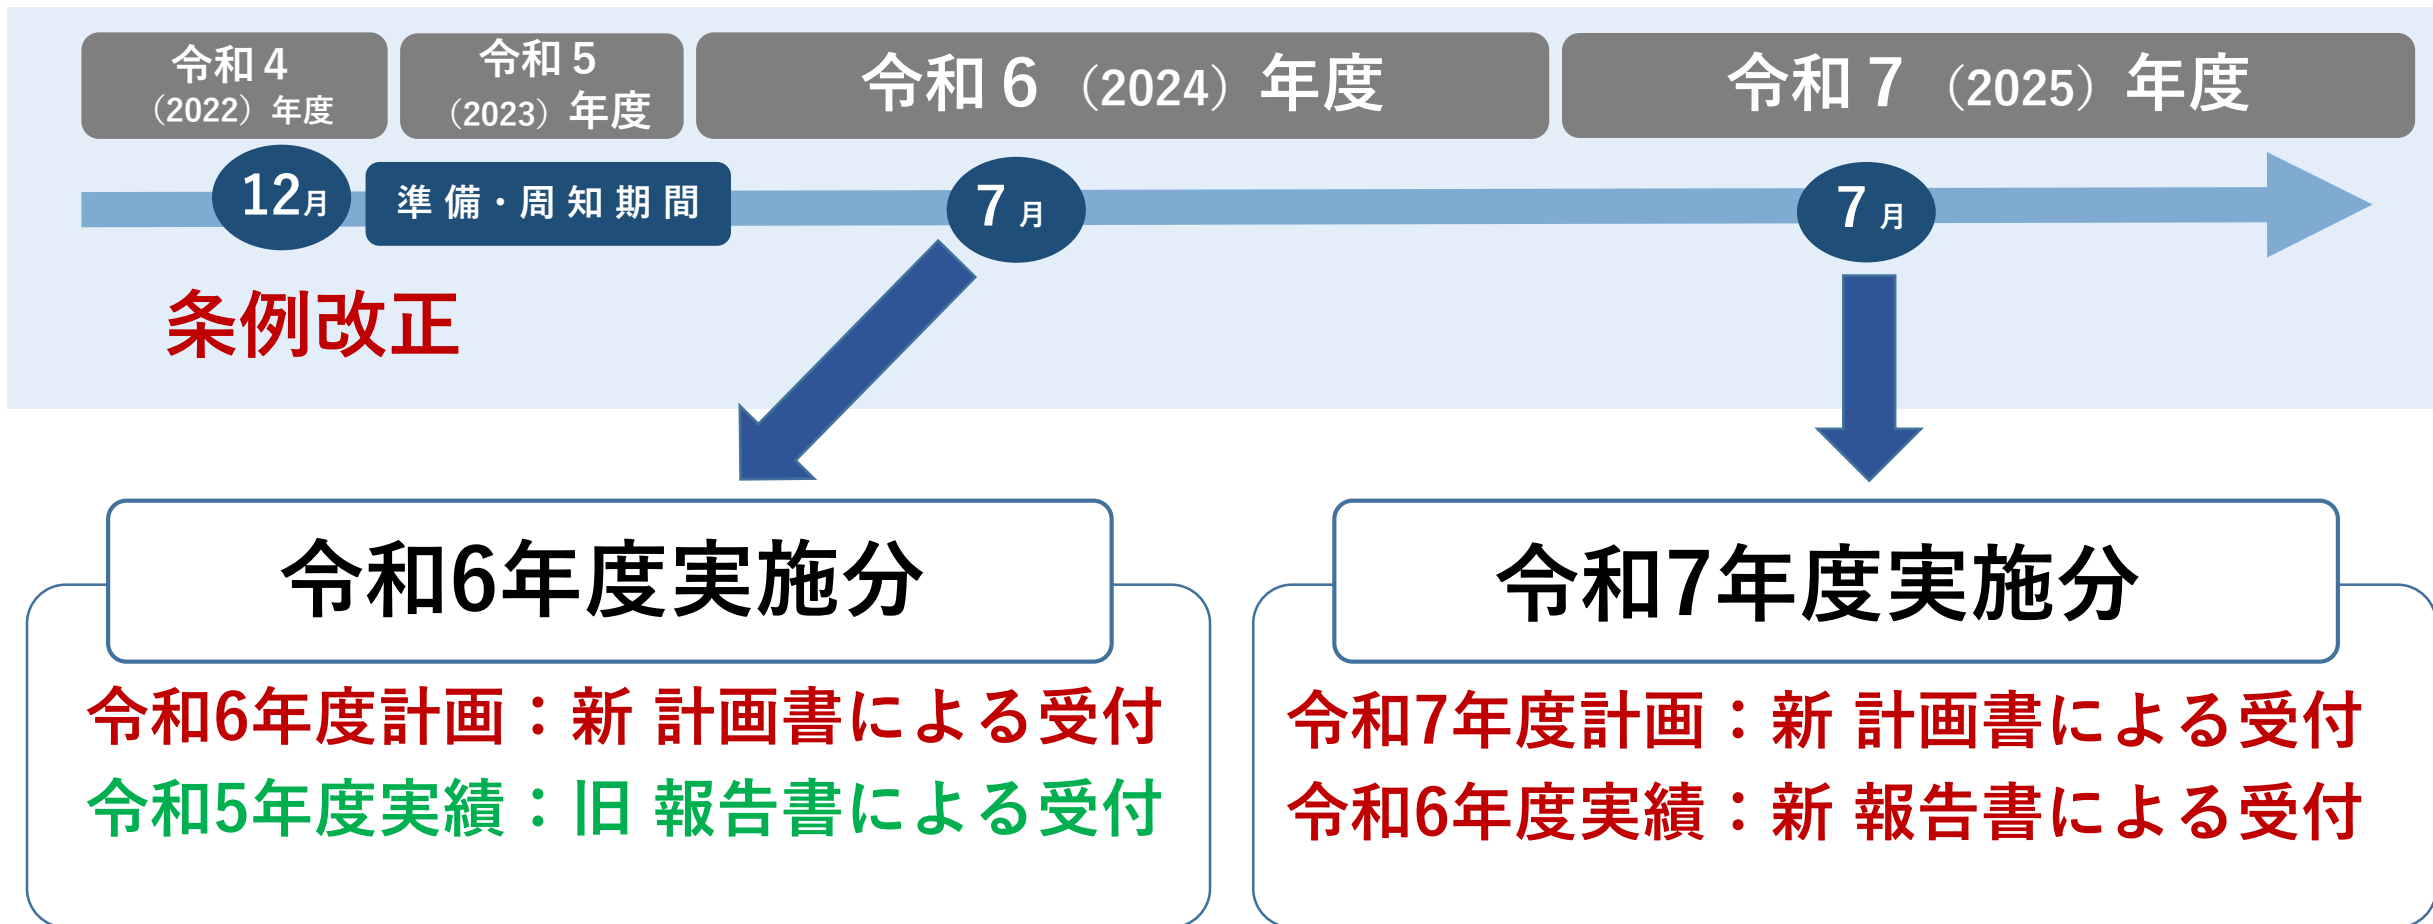 令和４
（2022）年度
令和５
（2023）年度
令和６（2024）年度
令和７（2025）年度
12月
準備・周知期間
7月
7月
条例改正
令和6年度実施分
令和6年度計画：新 計画書による受付
令和5年度実績：旧 報告書による受付
令和7年度実施分
令和7年度計画：新 計画書による受付
令和6年度実績：新 報告書による受付